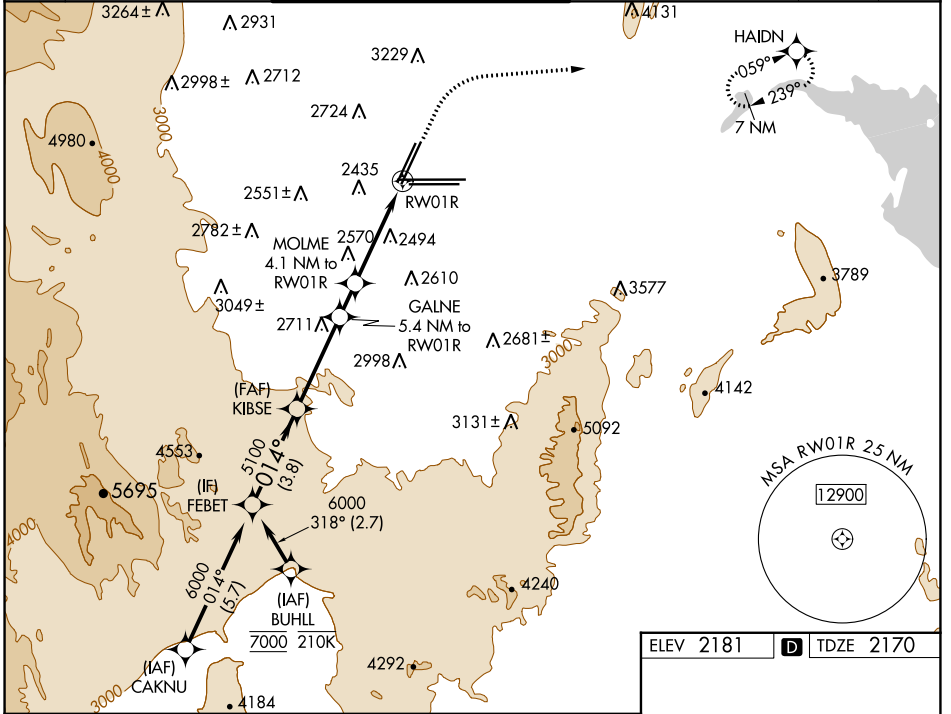 3264±
2931
4131
HAIDN
3229
059°
2998±
2712
239°
2724
7 NM
3000
4980
4000
2435
2551±
RW01R
2782±
2570
2494
MOLME
4.1 NM to
RW01R
2610
3789
3577
3049±
GALNE
5.4 NM to
RW01R
2711
2681±
3000
2998
(FAF)
KIBSE
4142
3131±
5092
4553
5100
014°
(3.8)
MSA RW01R 25 NM
12900
5695
(IF)
FEBET
6000
318° (2.7)
4000
6000
014°
(5.7)
4240
(IAF)
BUHLL
7000 210K
(IAF)
CAKNU
4292
3000
4184
ELEV 2181 D TDZE 2170